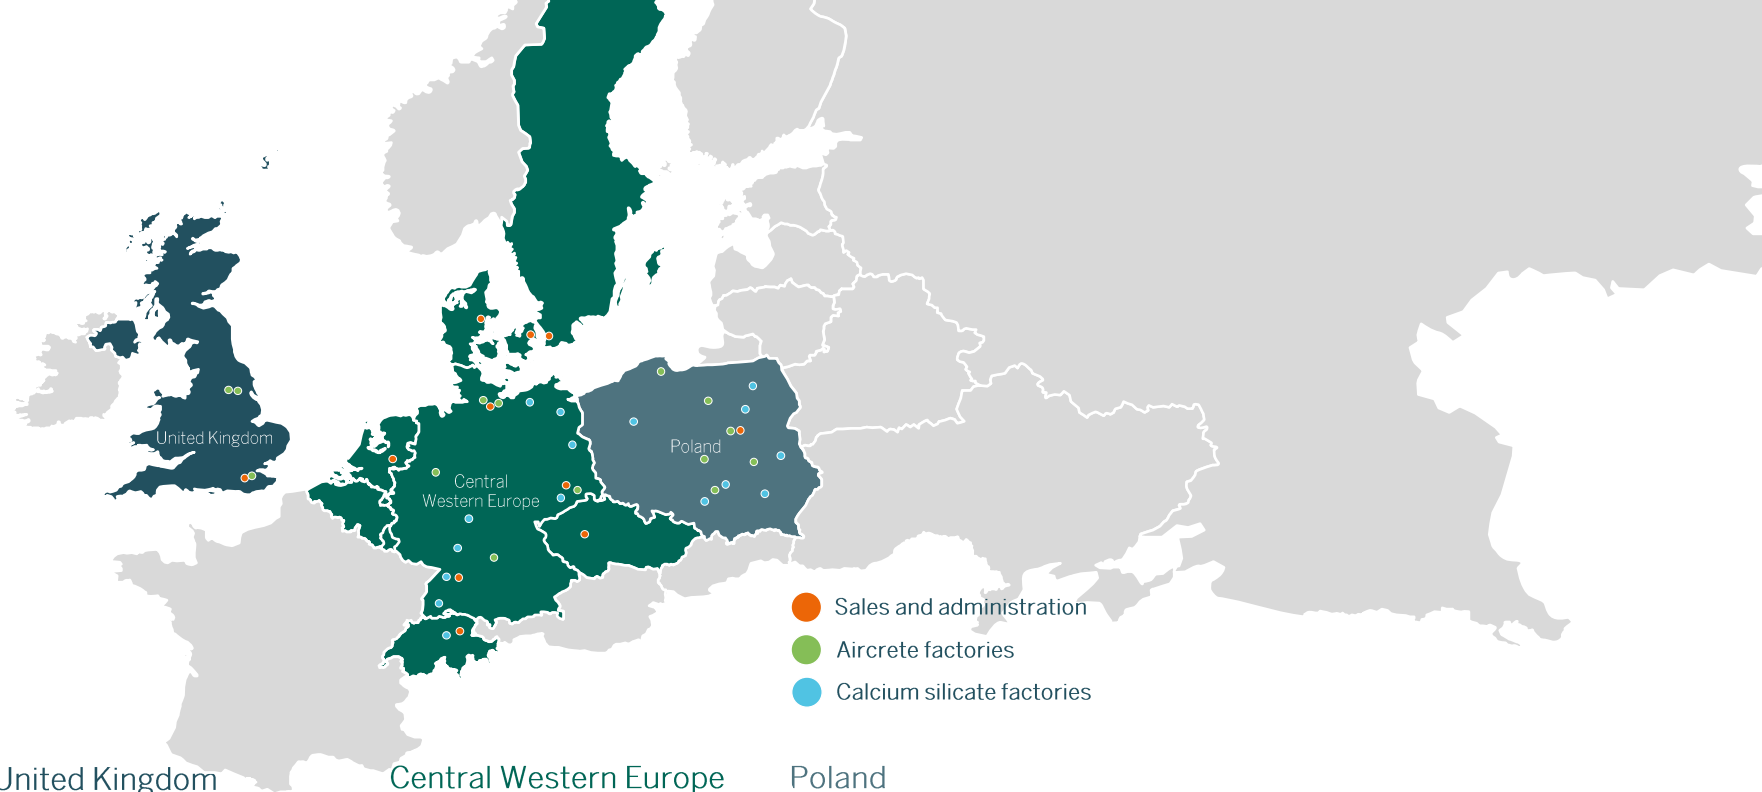 United Kingdom
Poland
Central
Western Europe
Sales and administration
Aircrete factories
Calcium silicate factories
United Kingdom
Central Western Europe
Poland